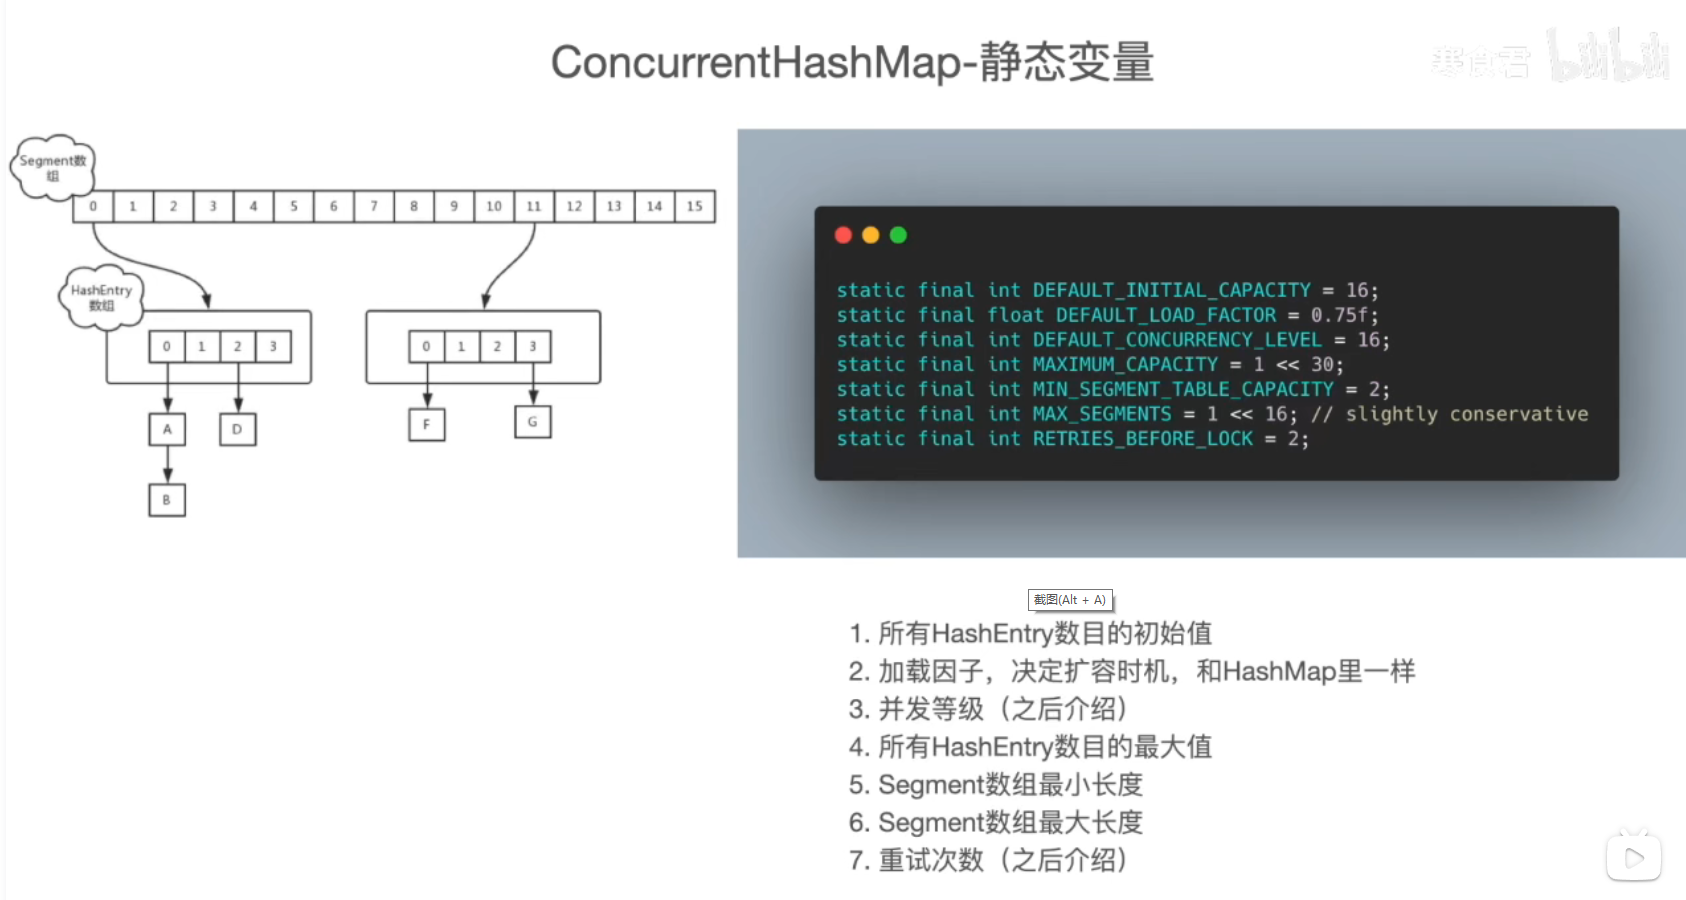 ConcurrentHashMap-静态变量
寒食君 bilibili
Segment数
组
0 1 2 3 4 5 6 7 8 9 10 11 12 13 14 15
HashEntry
数组
0 1 2 3
0 1 2 3
A
D
F
G
B
static final int DEFAULT_INITIAL_CAPACITY = 16;
static final float DEFAULT_LOAD_FACTOR = 0.75f;
static final int DEFAULT_CONCURRENCY_LEVEL = 16;
static final int MAXIMUM_CAPACITY = 1 << 30;
static final int MIN_SEGMENT_TABLE_CAPACITY = 2;
static final int MAX_SEGMENTS = 1 << 16; // slightly conservative
static final int RETRIES_BEFORE_LOCK = 2;
截图(Alt + A)
1. 所有HashEntry数目的初始值
2. 加载因子，决定扩容时机，和HashMap里一样
3. 并发等级（之后介绍）
4. 所有HashEntry数目的最大值
5. Segment数组最小长度
6. Segment数组最大长度
7. 重试次数（之后介绍）